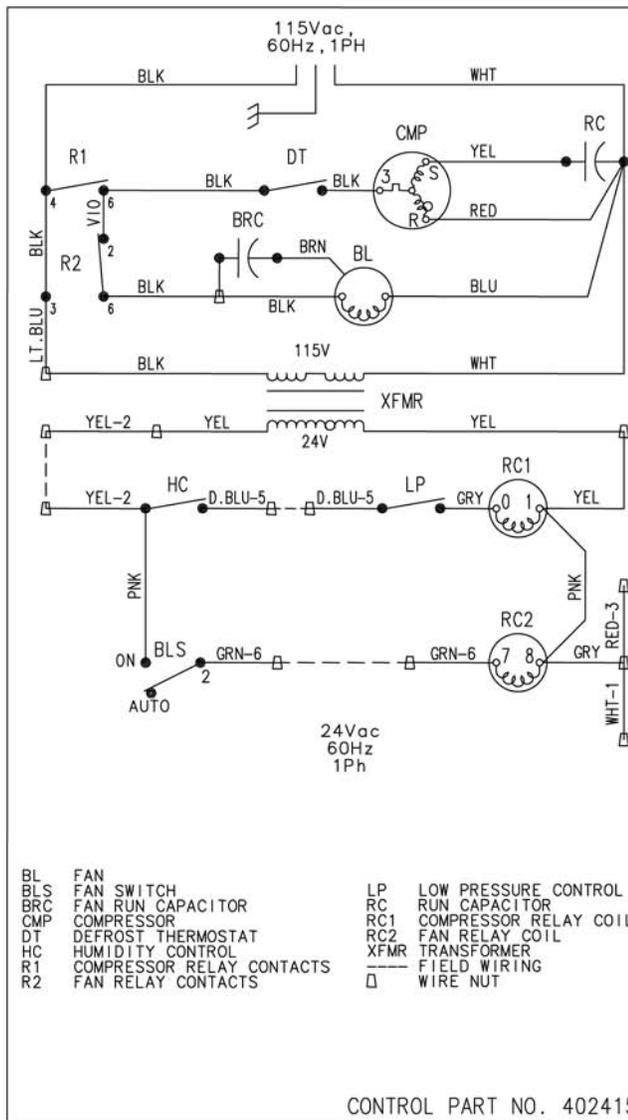 115Vac,
60Hz,1PH
BLK
WHT
CMP
RC
R1
DT
YEL
3
S
BLK
BLK
4
6
R
RED
VIO
BRC
BLK
2
BRN
BL
R2
BLK
BLU
BLK
3
6
LT.BLU
115V
BLK
WHT
XFMR
YEL-2
YEL
YEL
24V
HC
LP
RC1
YEL-2
D.BLU-5
D.BLU-5
GRY
0 1
YEL
PNK
PNK
RC2
RED-3
ON
BLS
GRN-6
GRN-6
7 8
GRY
2
AUTO
WHT-1
24Vac
60Hz
1Ph
BL FAN
BLS FAN SWITCH
BRC FAN RUN CAPACITOR
CMP COMPRESSOR
DT DEFROST THERMOSTAT
HC HUMIDITY CONTROL
R1 COMPRESSOR RELAY CONTACTS
R2 FAN RELAY CONTACTS
LP LOW PRESSURE CONTROL
RC RUN CAPACITOR
RC1 COMPRESSOR RELAY COIL
RC2 FAN RELAY COIL
XFMR TRANSFORMER
---- FIELD WIRING
WIRE NUT
CONTROL PART NO. 402415